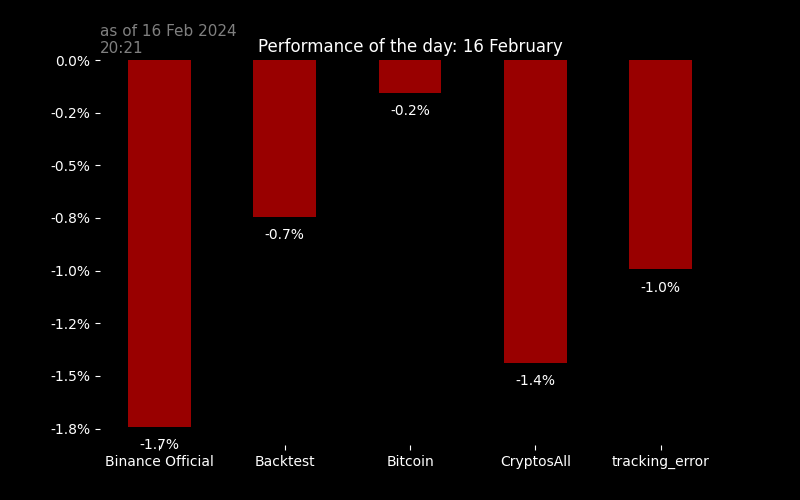 as of 16 Feb 2024
20:21
Performance of the day: 16 February
0.0%
-0.2%
-0.5%
-0.8%
-1.0%
-1.2%
-1.5%
-1.8%
-1.7%
-0.7%
-0.2%
-1.4%
-1.0%
Binance Official
Backtest
Bitcoin
CryptosAll
tracking_error